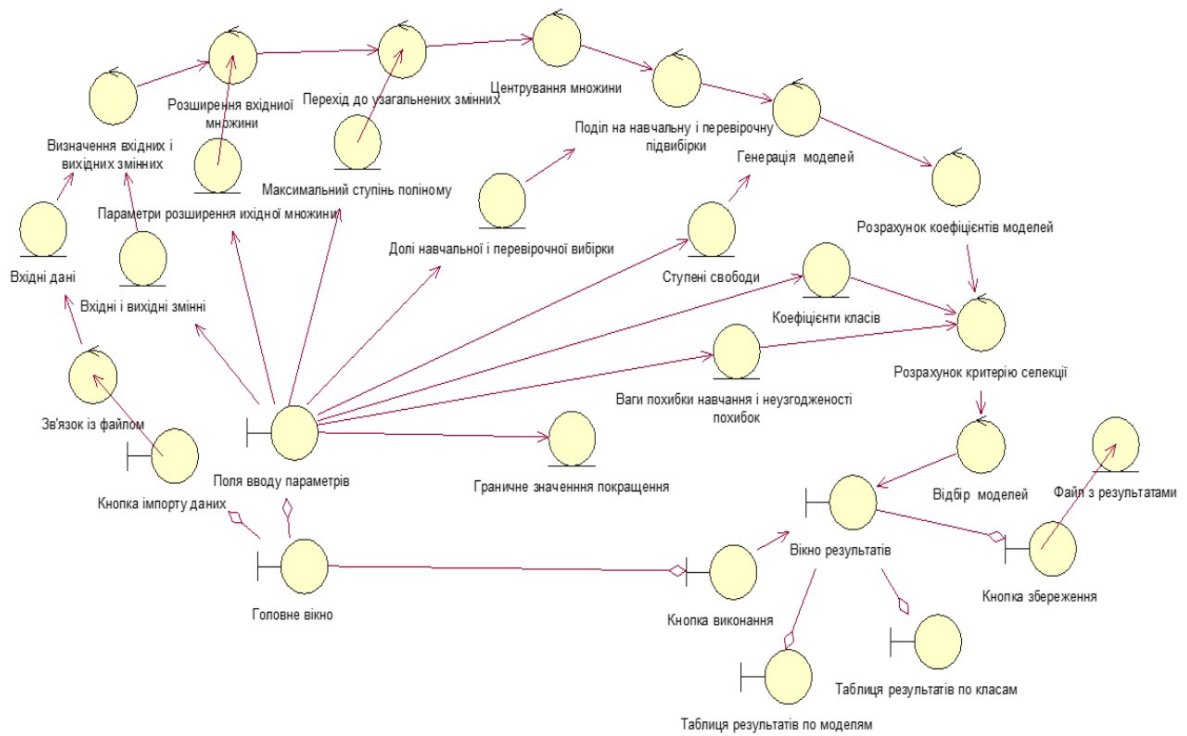 Центрування множини
Розширення вхідної
множини
Перехід до узагальнених змінних
Поділ на навчальну і перевірочну
підвибірки
Генерація моделей
Визначення вхідних і
вихідних змінних
Максимальний ступінь поліному
Параметри розширення ихідної множини
Долі навчальної і перевірочної вибірки
Розрахунок коефіцієнтів моделей
Вхідні дані
Вхідні і вихідні змінні
Ступені свободи
Коефіцієнти класів
Розрахунок критерію селекції
Ваги похибки навчання і неузгодженості
похибок
Зв'язок із файлом
Поля вводу параметрів
Граничне значенння покращення
Кнопка імпорту даних
Відбір моделей
Файл з результатами
Вікно результатів
Головне вікно
Кнопка виконання
Кнопка збереження
Таблиця результатів по класам
Таблиця результатів по моделям